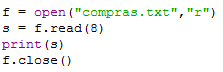 f = open("compras.txt","r")
s = f.read(8)
print(s)
f.close()